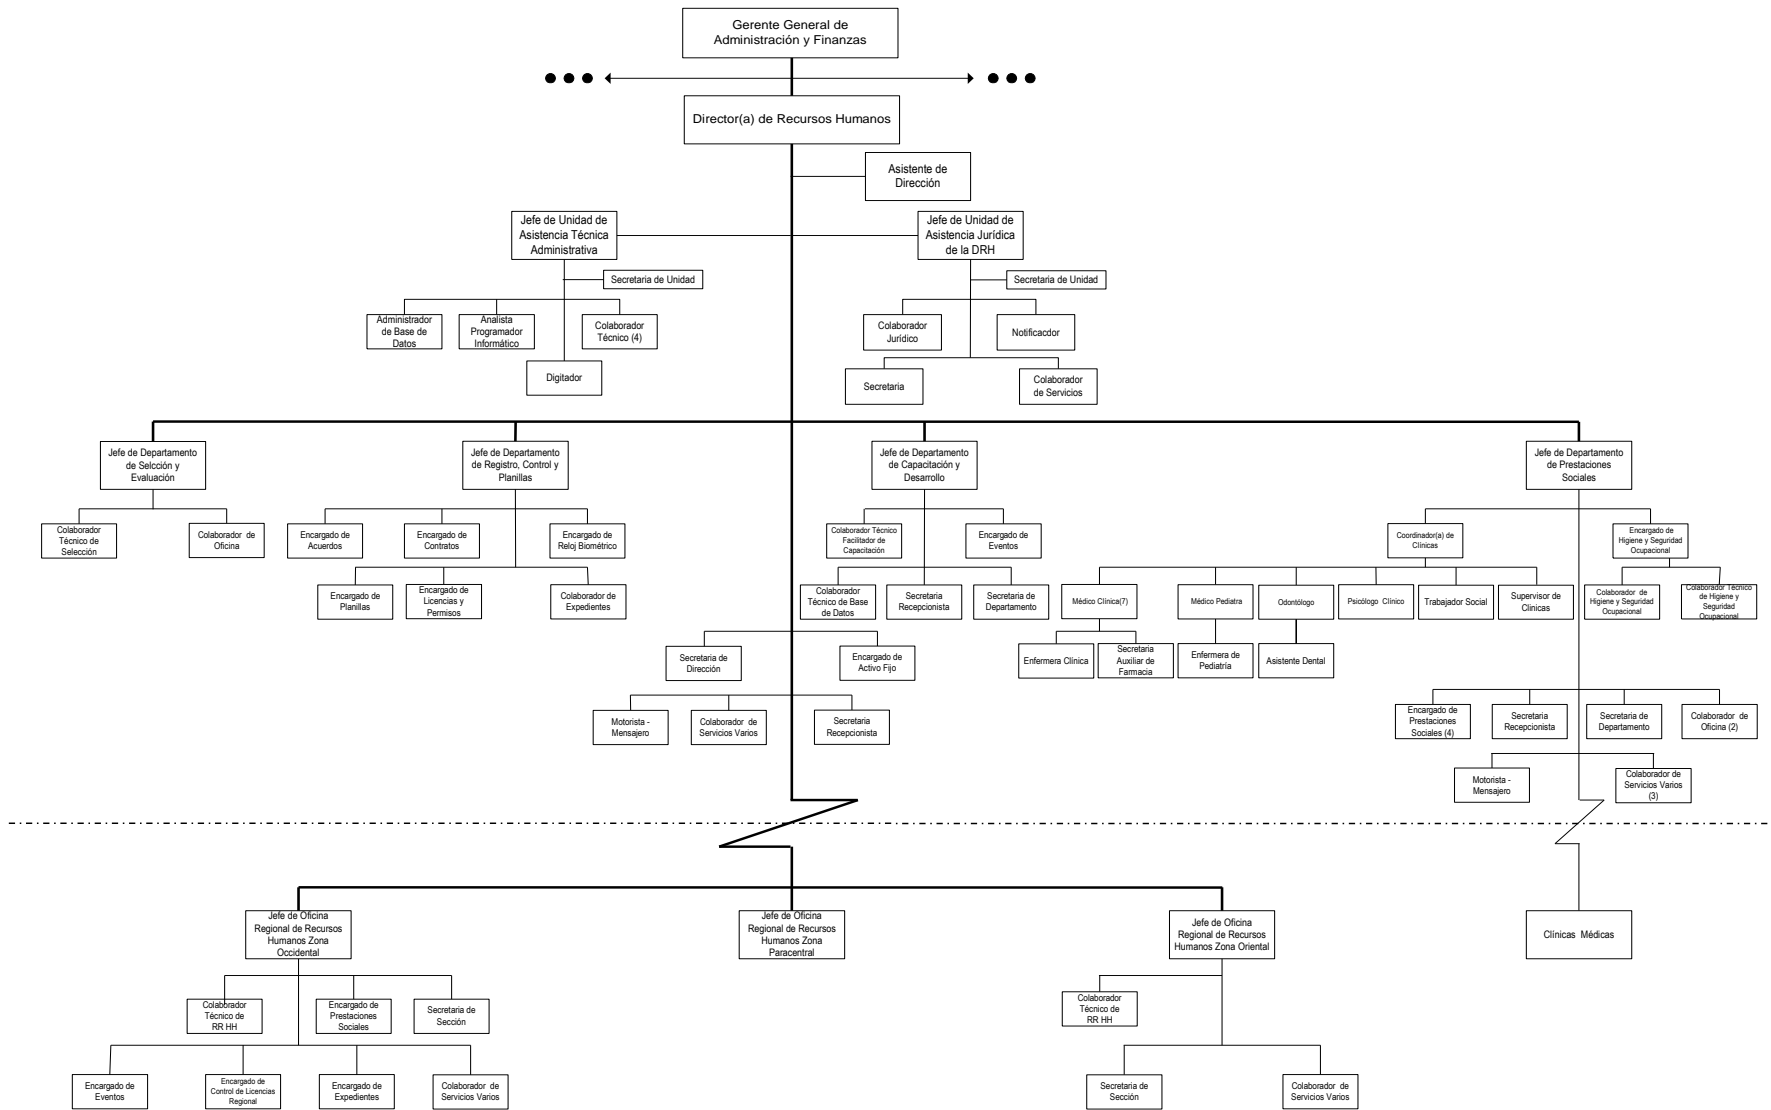 Gerente General de
Administración y Finanzas
Director(a) de Recursos Humanos
Asistente de
Dirección
Jefe de Unidad de
Asistencia Técnica
Administrativa
Jefe de Unidad de
Asistencia Jurídica
de la DRH
Secretaria de Unidad
Secretaria de Unidad
Administrador
de Base de
Datos
Analista
Programador
Informático
Colaborador
Técnico (4)
Colaborador
Jurídico
Notificacdor
Digitador
Secretaria
Colaborador
de Servicios
Jefe de Departamento
de Selcción y
Evaluación
Jefe de Departamento
de Registro, Control y
Planillas
Jefe de Departamento
de Capacitación y
Desarrollo
Jefe de Departamento
de Prestaciones
Sociales
Colaborador
Técnico de
Selección
Colaborador de
Oficina
Encargado de
Acuerdos
Encargado de
Contratos
Encargado de
Reloj Biométrico
Colaborador Técnico
Facilitador de
Capacitación
Encargado de
Eventos
Coordinador(a) de
Clínicas
Encargado de
Higiene y Seguridad
Ocupacional
Encargado de
Planillas
Encargado de
Licencias y
Permisos
Colaborador de
Expedientes
Colaborador
Técnico de Base
de Datos
Secretaria
Recepcionista
Secretaria de
Departamento
Médico Clínica(7)
Médico Pediatra
Odontólogo
Psicólogo Clínico
Trabajador Social
Supervisor de
Clinicas
Colaborador de
Higiene y Seguridad
Ocupacional
Colaborador Técnico
de Higiene y
Seguridad
Ocupacional
Secretaria de
Dirección
Encargado de
Activo Fijo
Enfermera Clínica
Secretaria
Auxiliar de
Farmacia
Enfermera de
Pediatría
Asistente Dental
Motorista -
Mensajero
Colaborador de
Servicios Varios
Secretaria
Recepcionista
Encargado de
Prestaciones
Sociales (4)
Secretaria
Recepcionista
Secretaria de
Departamento
Colaborador de
Oficina (2)
Motorista -
Mensajero
Colaborador de
Servicios Varios
(3)
Jefe de Oficina
Regional de Recursos
Humanos Zona
Occidental
Jefe de Oficina
Regional de Recursos
Humanos Zona
Paracentral
Jefe de Oficina
Regional de Recursos
Humanos Zona Oriental
Clínicas Médicas
Colaborador
Técnico de
RR HH
Encargado de
Prestaciones
Sociales
Secretaria de
Sección
Colaborador
Técnico de
RR HH
Encargado de
Eventos
Encargado de
Control de Licencias
Regional
Encargado de
Expedientes
Colaborador de
Servicios Varios
Secretaria de
Sección
Colaborador de
Servicios Varios